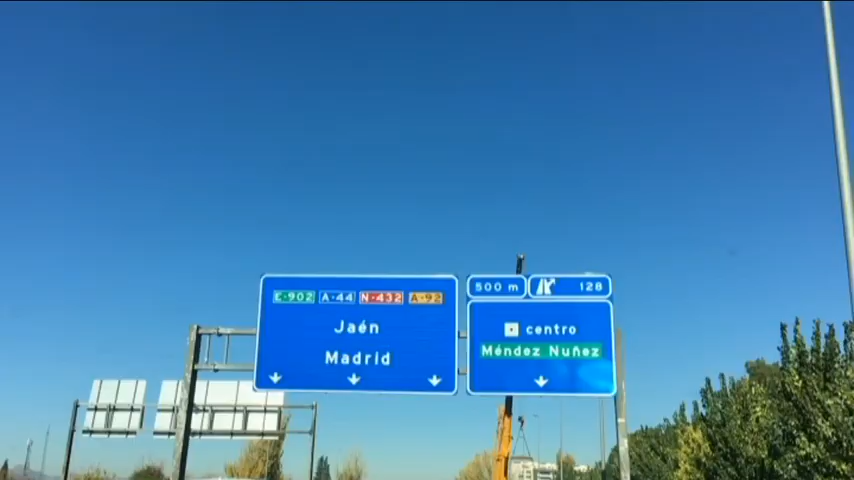 E-902 A-44 N-432 A-92
Jaén
Madrid
500 m
128
centro
Méndez Nuñez